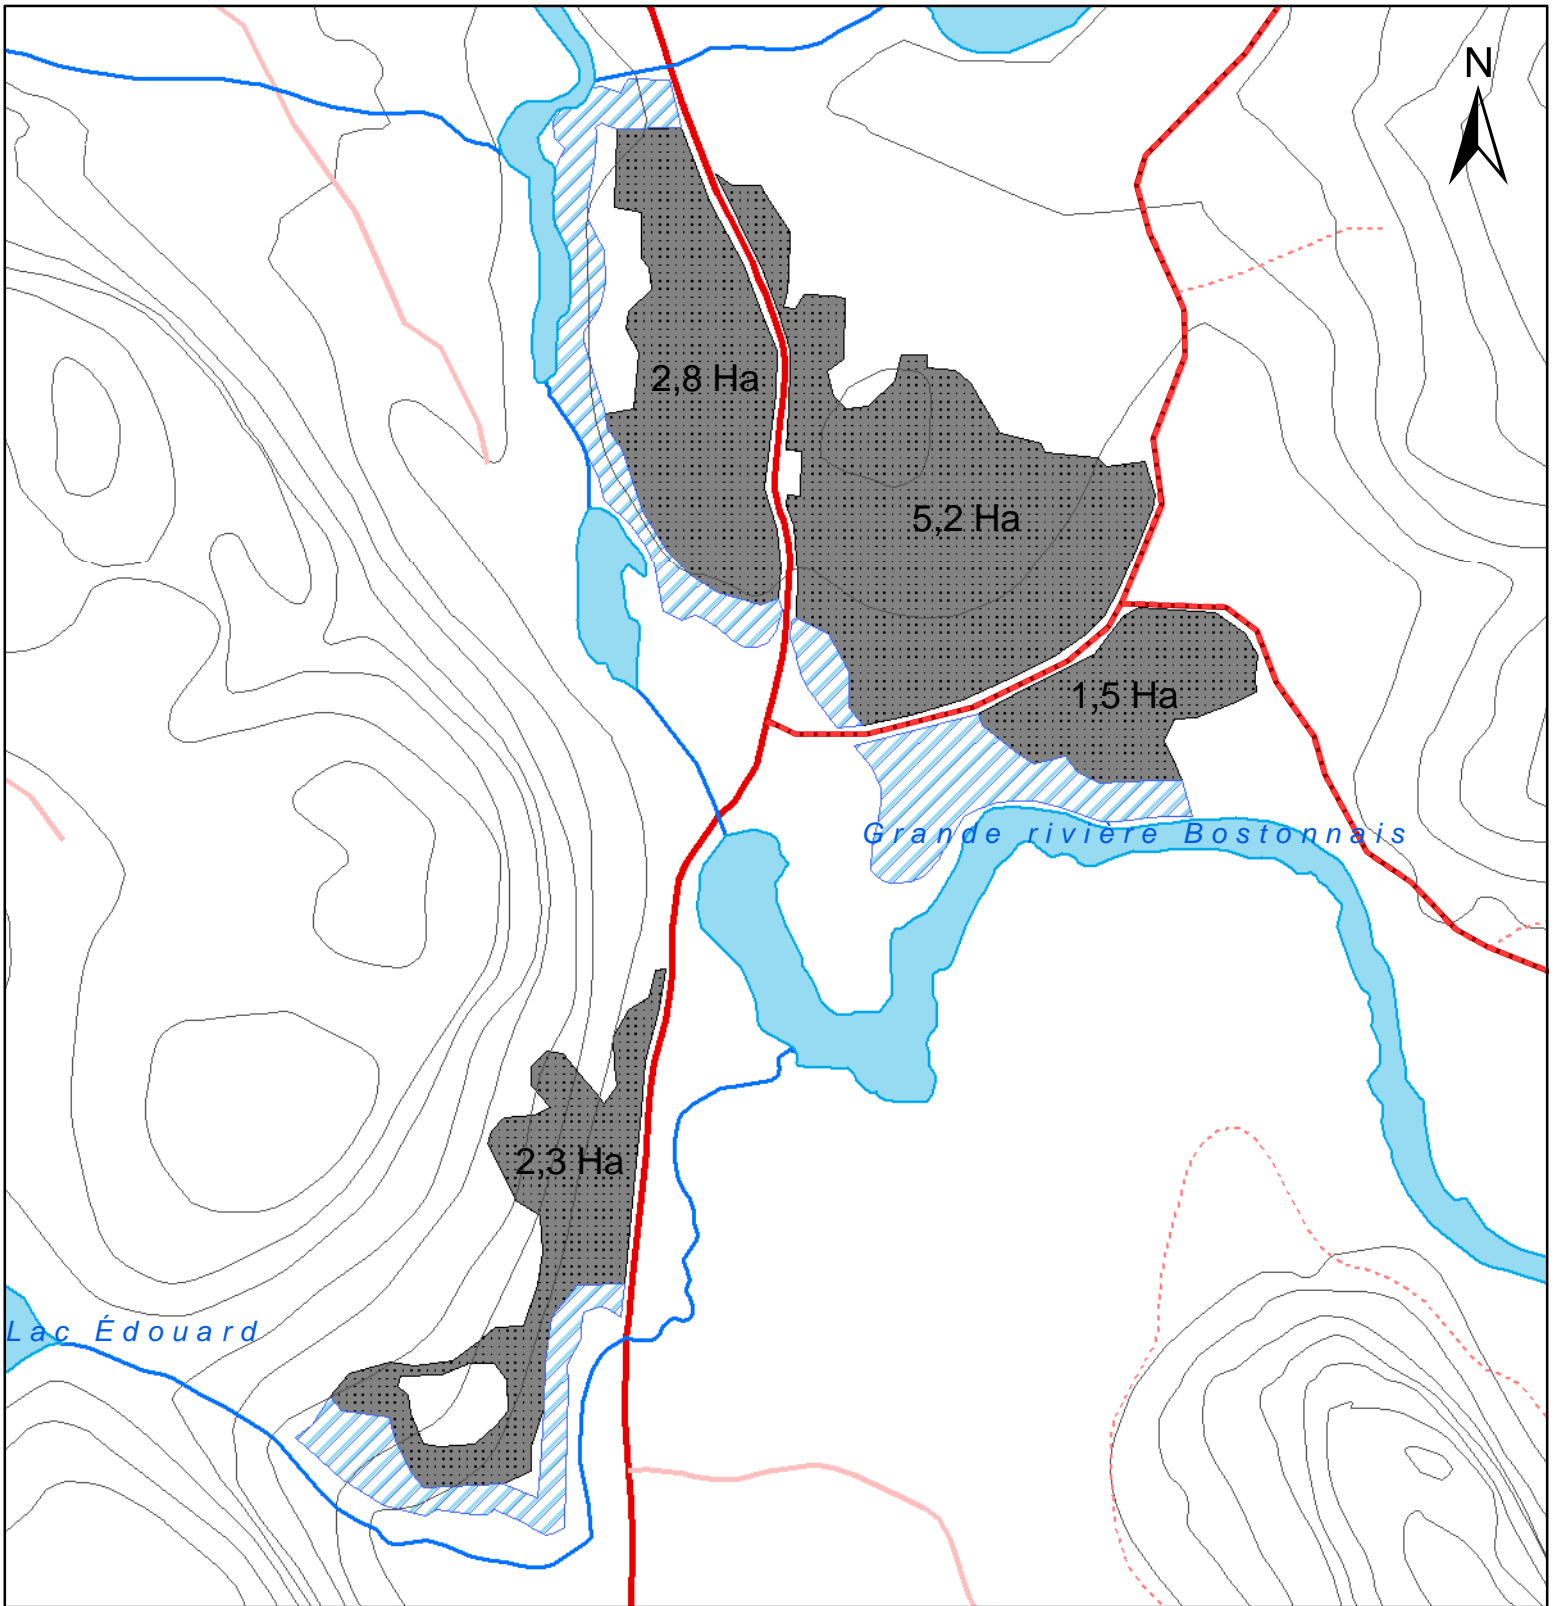 N
2,8 Ha
5,2 Ha
1,5 Ha
Grande rivière Bostonnais
2,3 Ha
Lac Édouard